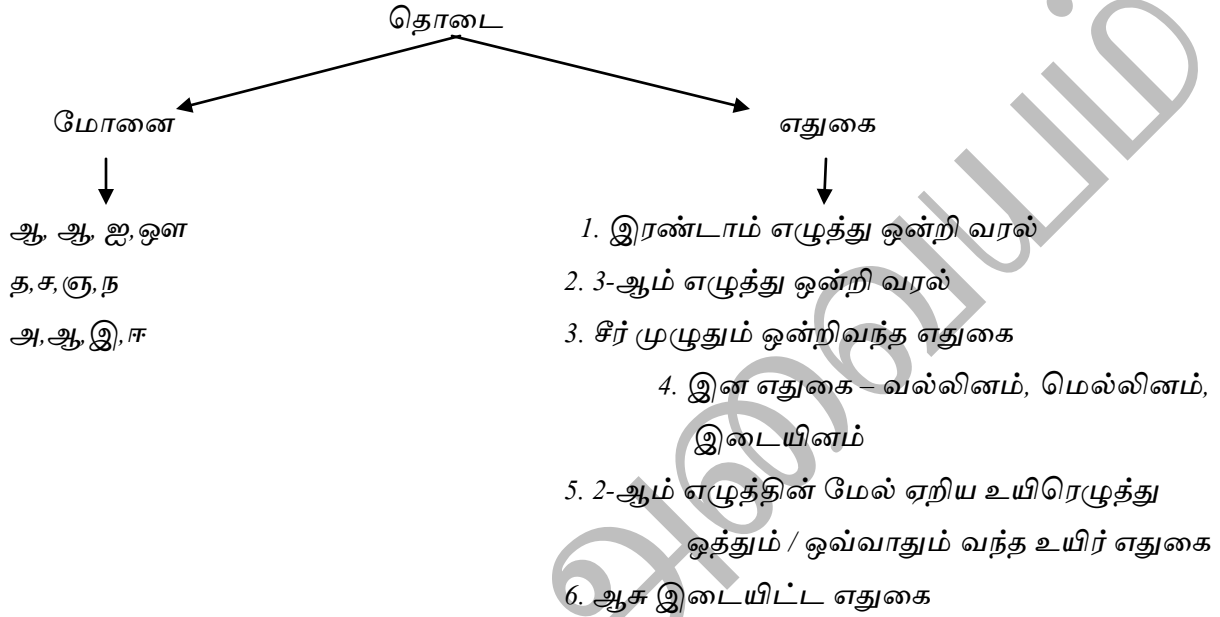 தொடை
மோனை எதுகை
ஆ, ஆ, ஐ,ஔ 1. இரண்டாம் எழுத்து ஒன்றி வரல்
த,ச,ஞ,ந 2. 3-ஆம் எழுத்து ஒன்றி வரல்
அ,ஆ,இ,ஈ 3. சீர் முழுதும் ஒன்றிவந்த எதுகை
4. இன எதுகை – வல்லினம், மெல்லினம்,
இடையினம்
5. 2-ஆம் எழுத்தின் மேல் ஏறிய உயிரெழுத்து
ஒத்தும் / ஒவ்வாதும் வந்த உயிர் எதுகை
6. ஆசு இடையிட்ட எதுகை